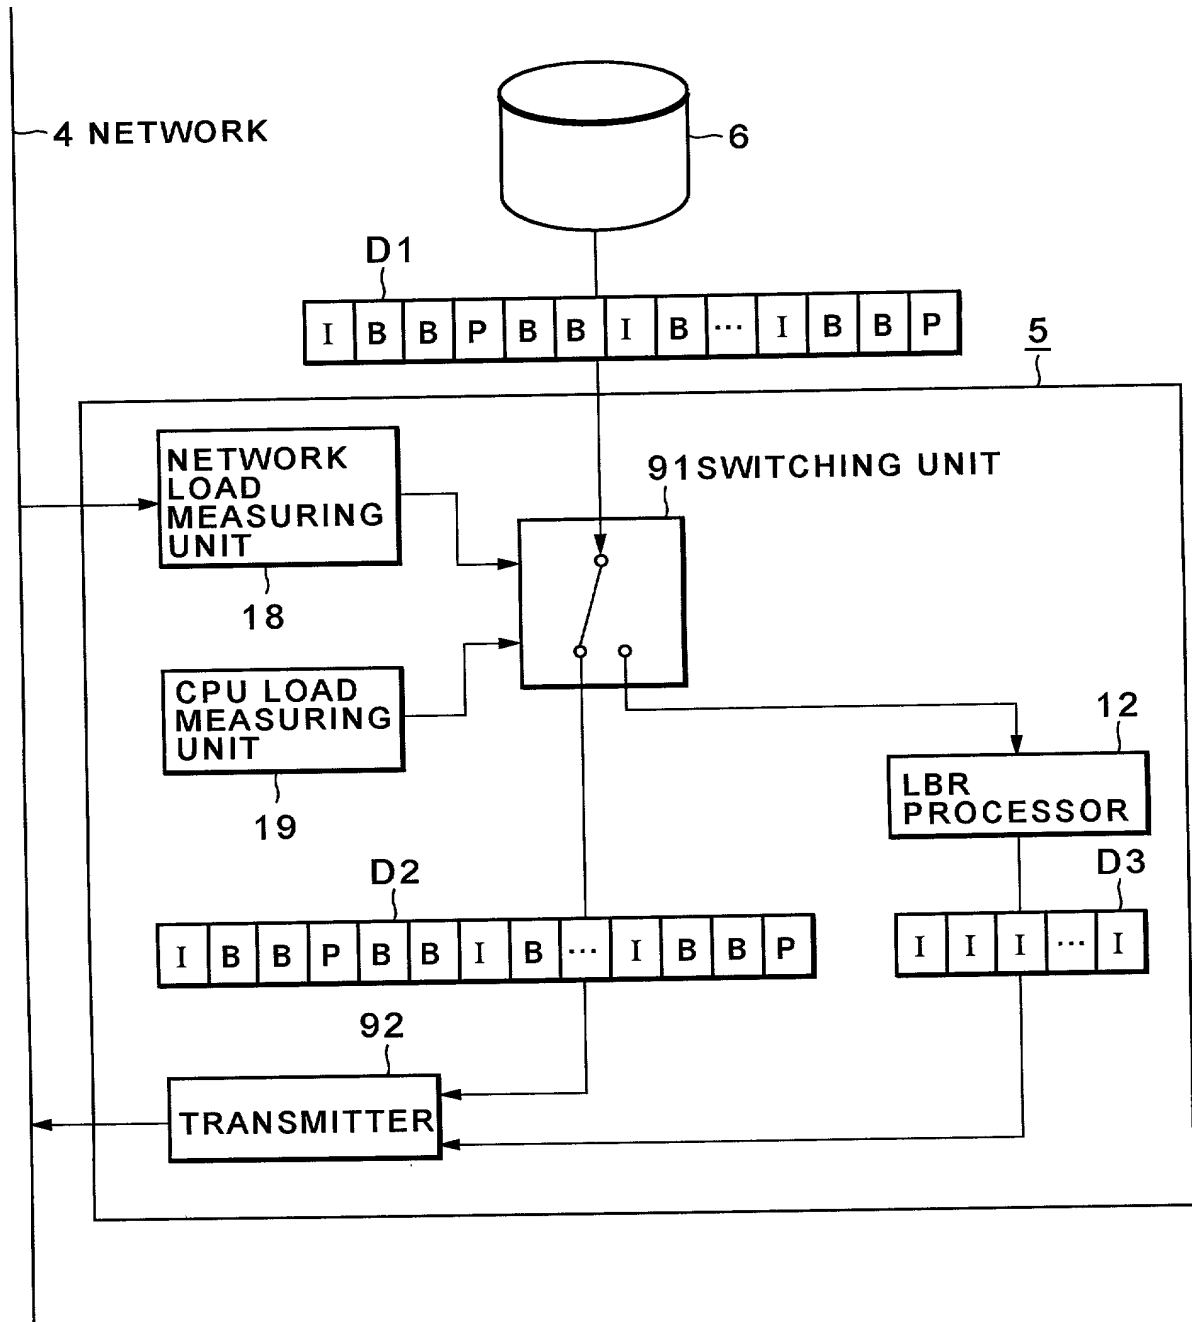 4 NETWORK
6
D1
I B B P B B I B ... I B B P
5
NETWORK
LOAD
MEASURING
UNIT
91 SWITCHING UNIT
18
CPU LOAD
MEASURING
UNIT
19
12
LBR
PROCESSOR
D2
D3
I B B P B B I B ... I B B P
I I I ... I
92
TRANSMITTER